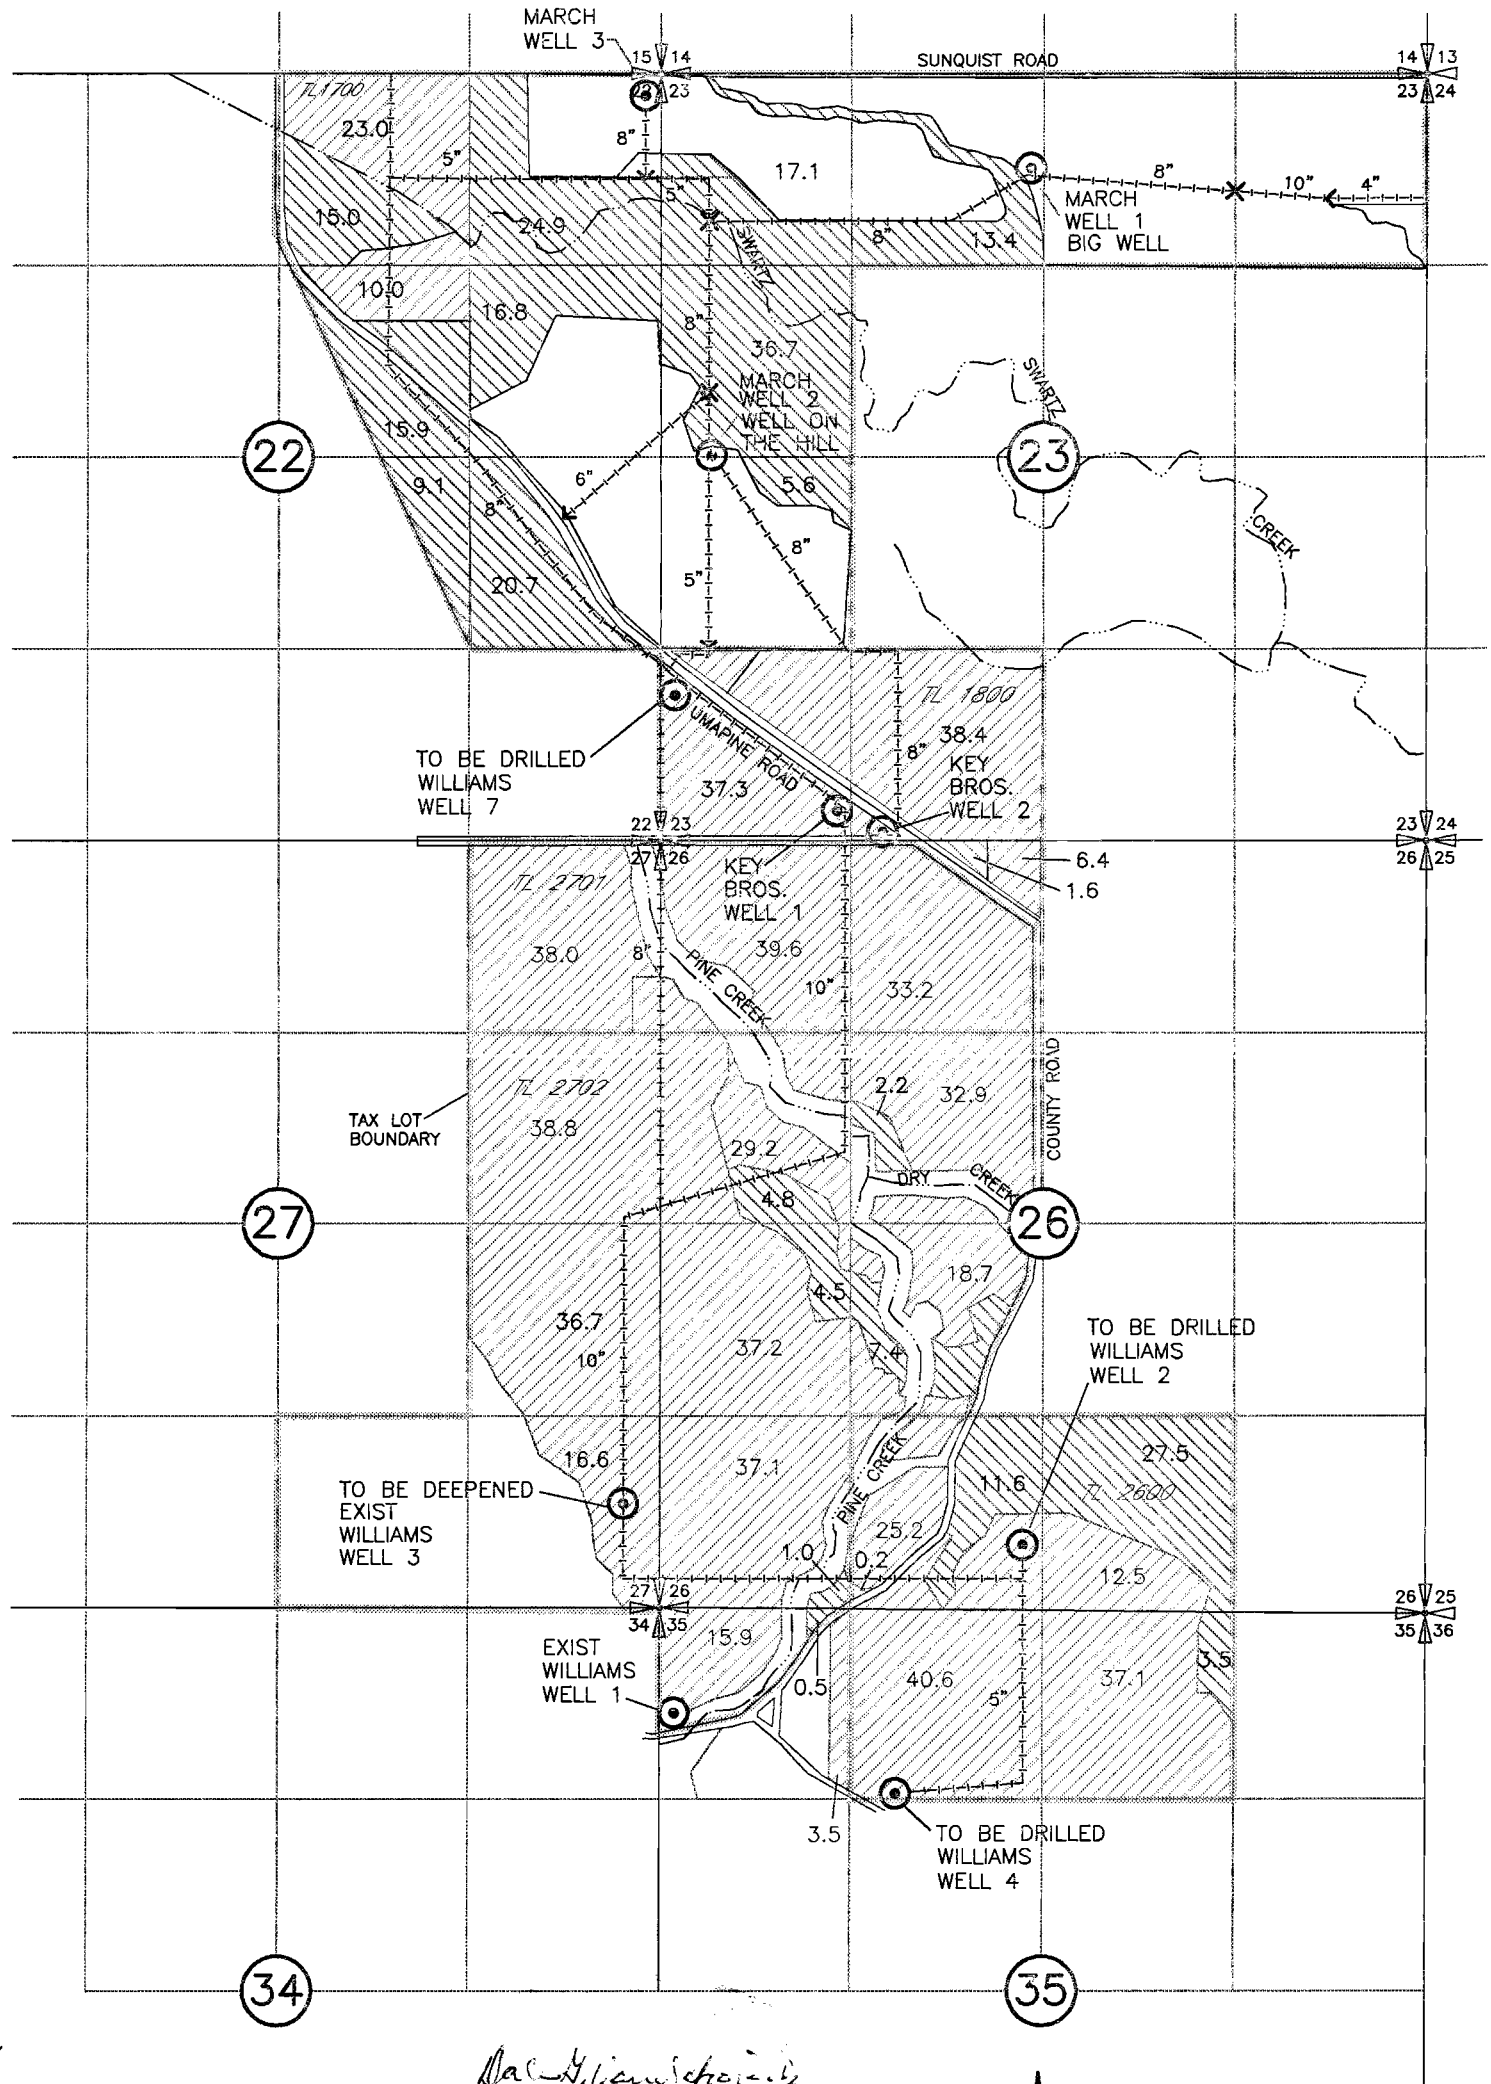 MARCH
WELL 3
15 14
SUNQUIST ROAD
14 13
22 23
23 24
TL 1700
23.0
8"
5"
17.1
5"
8"
10"
4"
MARCH
WELL 1
BIG WELL
15.0
24.9
8"
13.4
SWARTZ
10.0
16.8
8"
36.7
SWARTZ
MARCH
WELL 2
WELL ON
THE HILL
15.9
22
23
9.1
6"
5.6
8"
CREEK
8"
20.7
5"
TL 1800
38.4
UMAPINE ROAD
8"
TO BE DRILLED
WILLIAMS
WELL 7
37.3
KEY
BROS.
WELL 2
22 23
27 26
23 24
26 25
6.4
1.6
TL 2701
KEY
BROS.
WELL 1
38.0
8"
39.6
PINE CREEK
10"
33.2
TL 2702
38.8
TAX LOT
BOUNDARY
2.2
32.9
COUNTY ROAD
29.2
DRY CREEK
4.8
27
26
18.7
4.5
36.7
10"
37.2
7.4
TO BE DRILLED
WILLIAMS
WELL 2
27.5
16.6
37.1
PINE CREEK
11.6
TL 2600
TO BE DEEPENED
EXIST
WILLIAMS
WELL 3
25.2
1.0
0.2
12.5
27 26
34 35
26 25
35 36
EXIST
WILLIAMS
WELL 1
15.9
0.5
40.6
5"
37.1
3.5
3.5
TO BE DRILLED
WILLIAMS
WELL 4
34
35